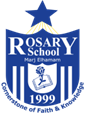 ROSARY
School
Marj Elhamam
1999
Cornerstone of Faith & Knowledge